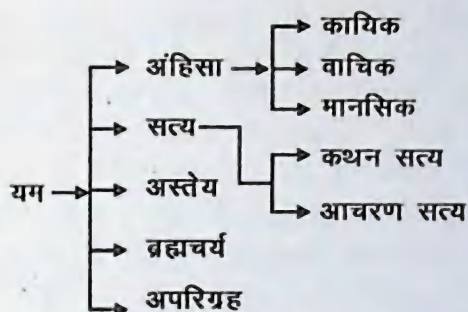 यम
अंहिसा
कायिक
वाचिक
मानसिक
सत्य
कथन सत्य
आचरण सत्य
अस्तेय
ब्रह्मचर्य
अपरिग्रह